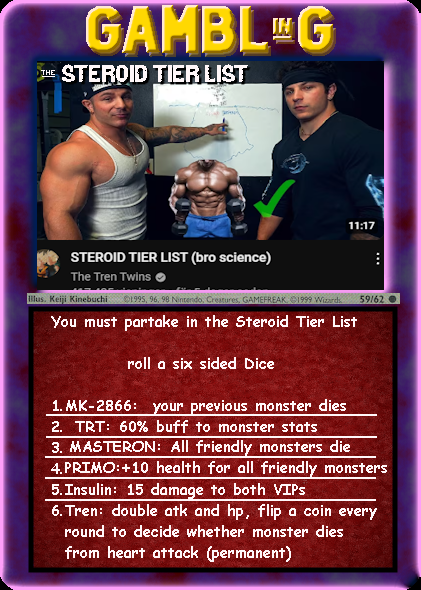 GAMBL IN G
THE STEROID TIER LIST
11:17
STEROID TIER LIST (bro science)
The Tren Twins
Illus. Keiji Kinebuchi ©1995, 96, 98 Nintendo, Creatures, GAMEFREAK. ©1999 Wizards. 59/62
You must partake in the Steroid Tier List
roll a six sided Dice
1. MK-2866: your previous monster dies
2. TRT: 60% buff to monster stats
3. MASTERON: All friendly monsters die
4. PRIMO:+10 health for all friendly monsters
5. Insulin: 15 damage to both VIPs
6. Tren: double atk and hp, flip a coin every
round to decide whether monster dies
from heart attack (permanent)